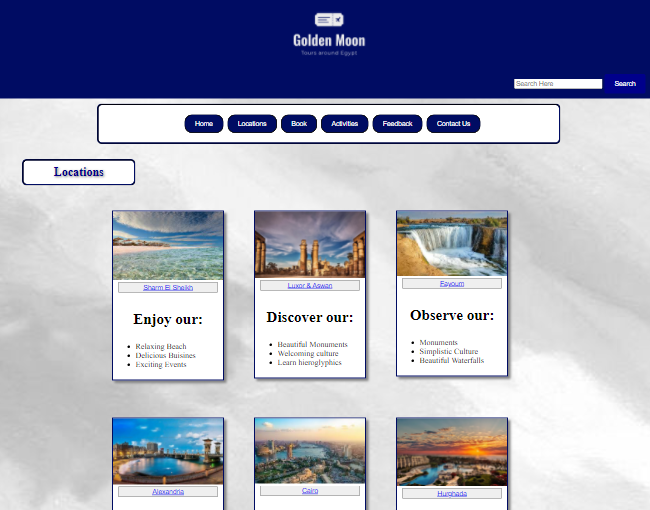 Golden Moon
Tours around Egypt
Search Here
Search
Home
Locations
Book
Activities
Feedback
Contact Us
Locations
Sharm El Sheikh
Enjoy our:
Relaxing Beach
Delicious Buisines
Exciting Events
Luxor & Aswan
Discover our:
Beautiful Monuments
Welcoming culture
Learn hieroglyphics
Fayoum
Observe our:
Monuments
Simplistic Culture
Beautiful Waterfalls
Alexandria
Cairo
Hurghada